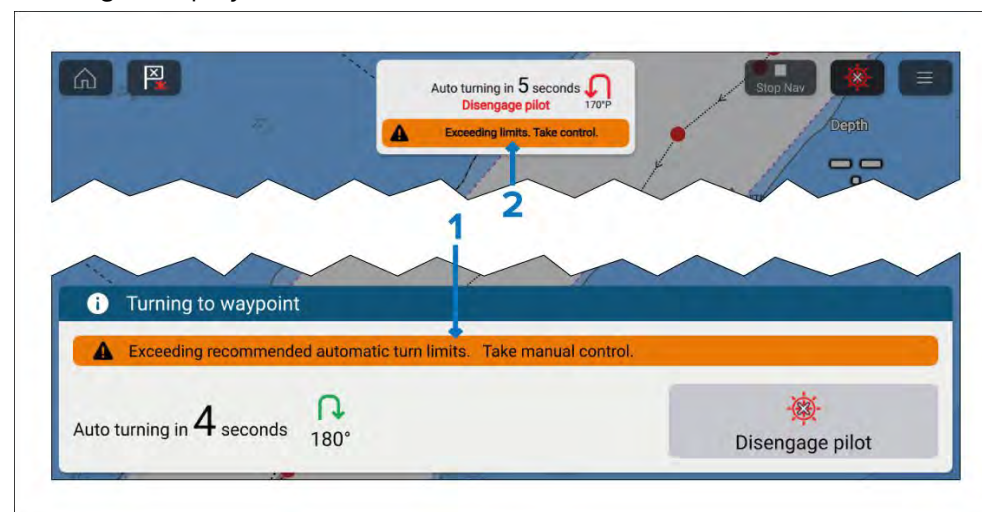 Auto turning in 5 seconds
Disengage pilot
170°P
Exceeding limits. Take control.
Stop Nav
Depth
2
1
Turning to waypoint
Exceeding recommended automatic turn limits. Take manual control.
Auto turning in 4 seconds
180°
Disengage pilot